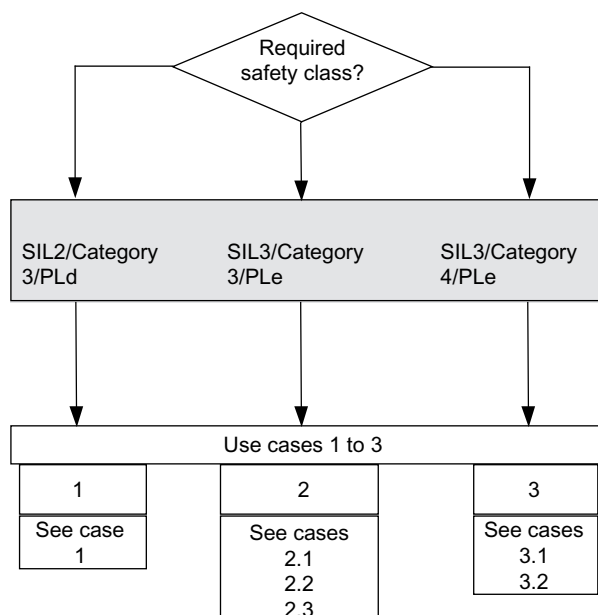 Required
safety class?
SIL2/Category
3/PLd
SIL3/Category
3/PLe
SIL3/Category
4/PLe
Use cases 1 to 3
1
2
3
See case
1
See cases
2.1
2.2
2.3
See cases
3.1
3.2